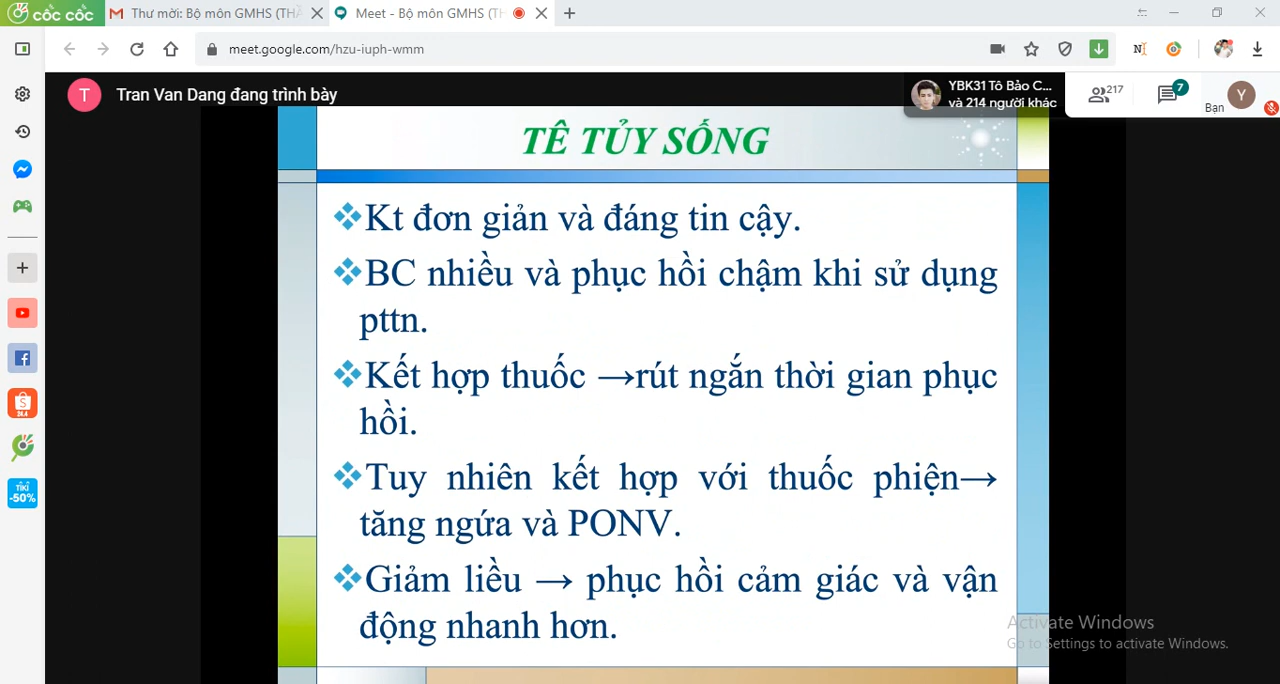 cốc cốc
Thư mời: Bộ môn GMHS (TH
Meet - Bộ môn GMHS (TH
meet.google.com/hzu-iuph-wmm
T
Tran Van Dang đang trình bày
YBK31 Tô Bảo C...
và 214 người khác
217
7
Bạn
Y
TÊ TỦY SỐNG
Kt đơn giản và đáng tin cậy.
BC nhiều và phục hồi chậm khi sử dụng
pttn.
Kết hợp thuốc →rút ngắn thời gian phục
hồi.
Tuy nhiên kết hợp với thuốc phiện→
tăng ngứa và PONV.
Giảm liều → phục hồi cảm giác và vận
động nhanh hơn.
TIKI
-50%
Activate Windows
Go to Settings to activate Windows.